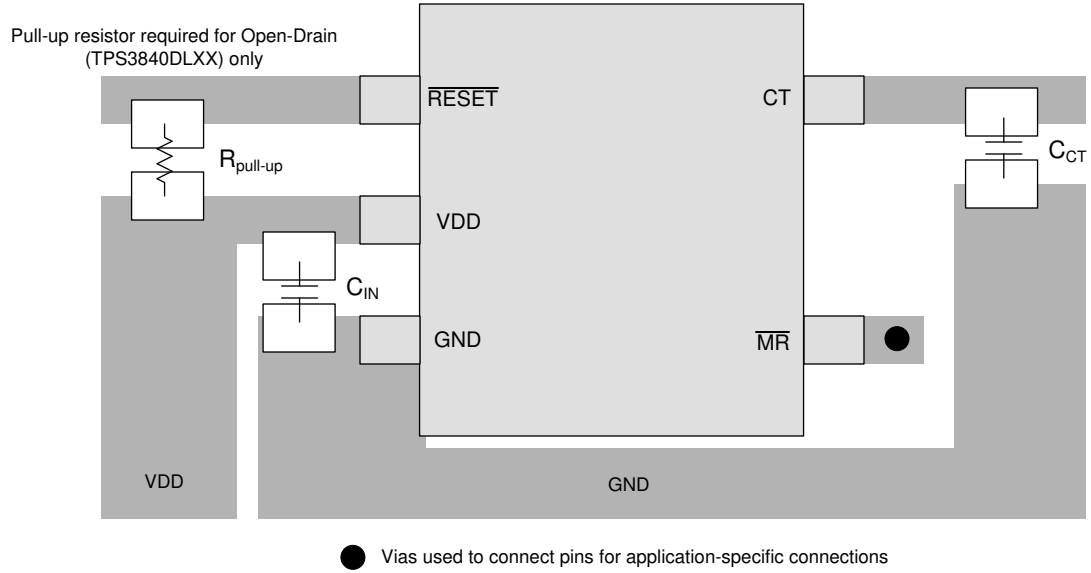 Pull-up resistor required for Open-Drain
(TPS3840DLXX) only
RESET
CT
Rpull-up
CCT
VDD
CIN
GND
MR
VDD
GND
Vias used to connect pins for application-specific connections